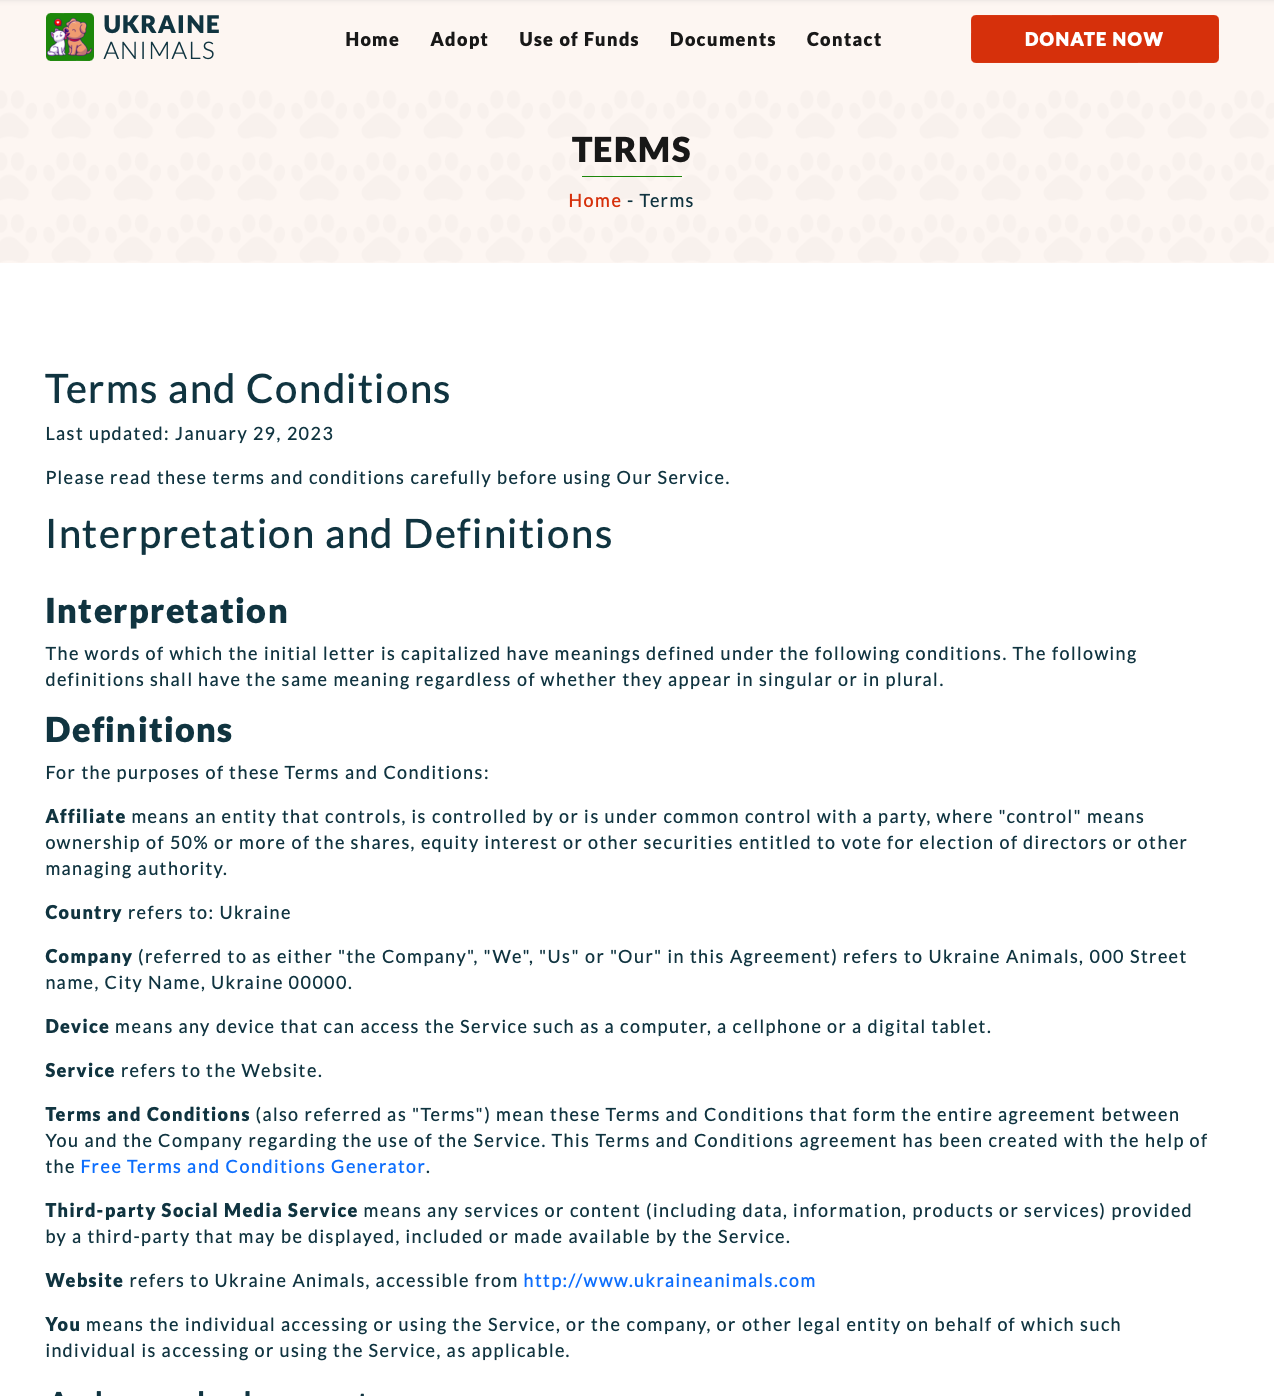 UKRAINE
ANIMALS
Home Adopt Use of Funds Documents Contact
DONATE NOW
TERMS
Home - Terms
Terms and Conditions
Last updated: January 29, 2023
Please read these terms and conditions carefully before using Our Service.
Interpretation and Definitions
Interpretation
The words of which the initial letter is capitalized have meanings defined under the following conditions. The following
definitions shall have the same meaning regardless of whether they appear in singular or in plural.
Definitions
For the purposes of these Terms and Conditions:
Affiliate means an entity that controls, is controlled by or is under common control with a party, where "control" means
ownership of 50% or more of the shares, equity interest or other securities entitled to vote for election of directors or other
managing authority.
Country refers to: Ukraine
Company (referred to as either "the Company", "We", "Us" or "Our" in this Agreement) refers to Ukraine Animals, 000 Street
name, City Name, Ukraine 00000.
Device means any device that can access the Service such as a computer, a cellphone or a digital tablet.
Service refers to the Website.
Terms and Conditions (also referred as "Terms") mean these Terms and Conditions that form the entire agreement between
You and the Company regarding the use of the Service. This Terms and Conditions agreement has been created with the help of
the Free Terms and Conditions Generator.
Third-party Social Media Service means any services or content (including data, information, products or services) provided
by a third-party that may be displayed, included or made available by the Service.
Website refers to Ukraine Animals, accessible from http://www.ukraineanimals.com
You means the individual accessing or using the Service, or the company, or other legal entity on behalf of which such
individual is accessing or using the Service, as applicable.